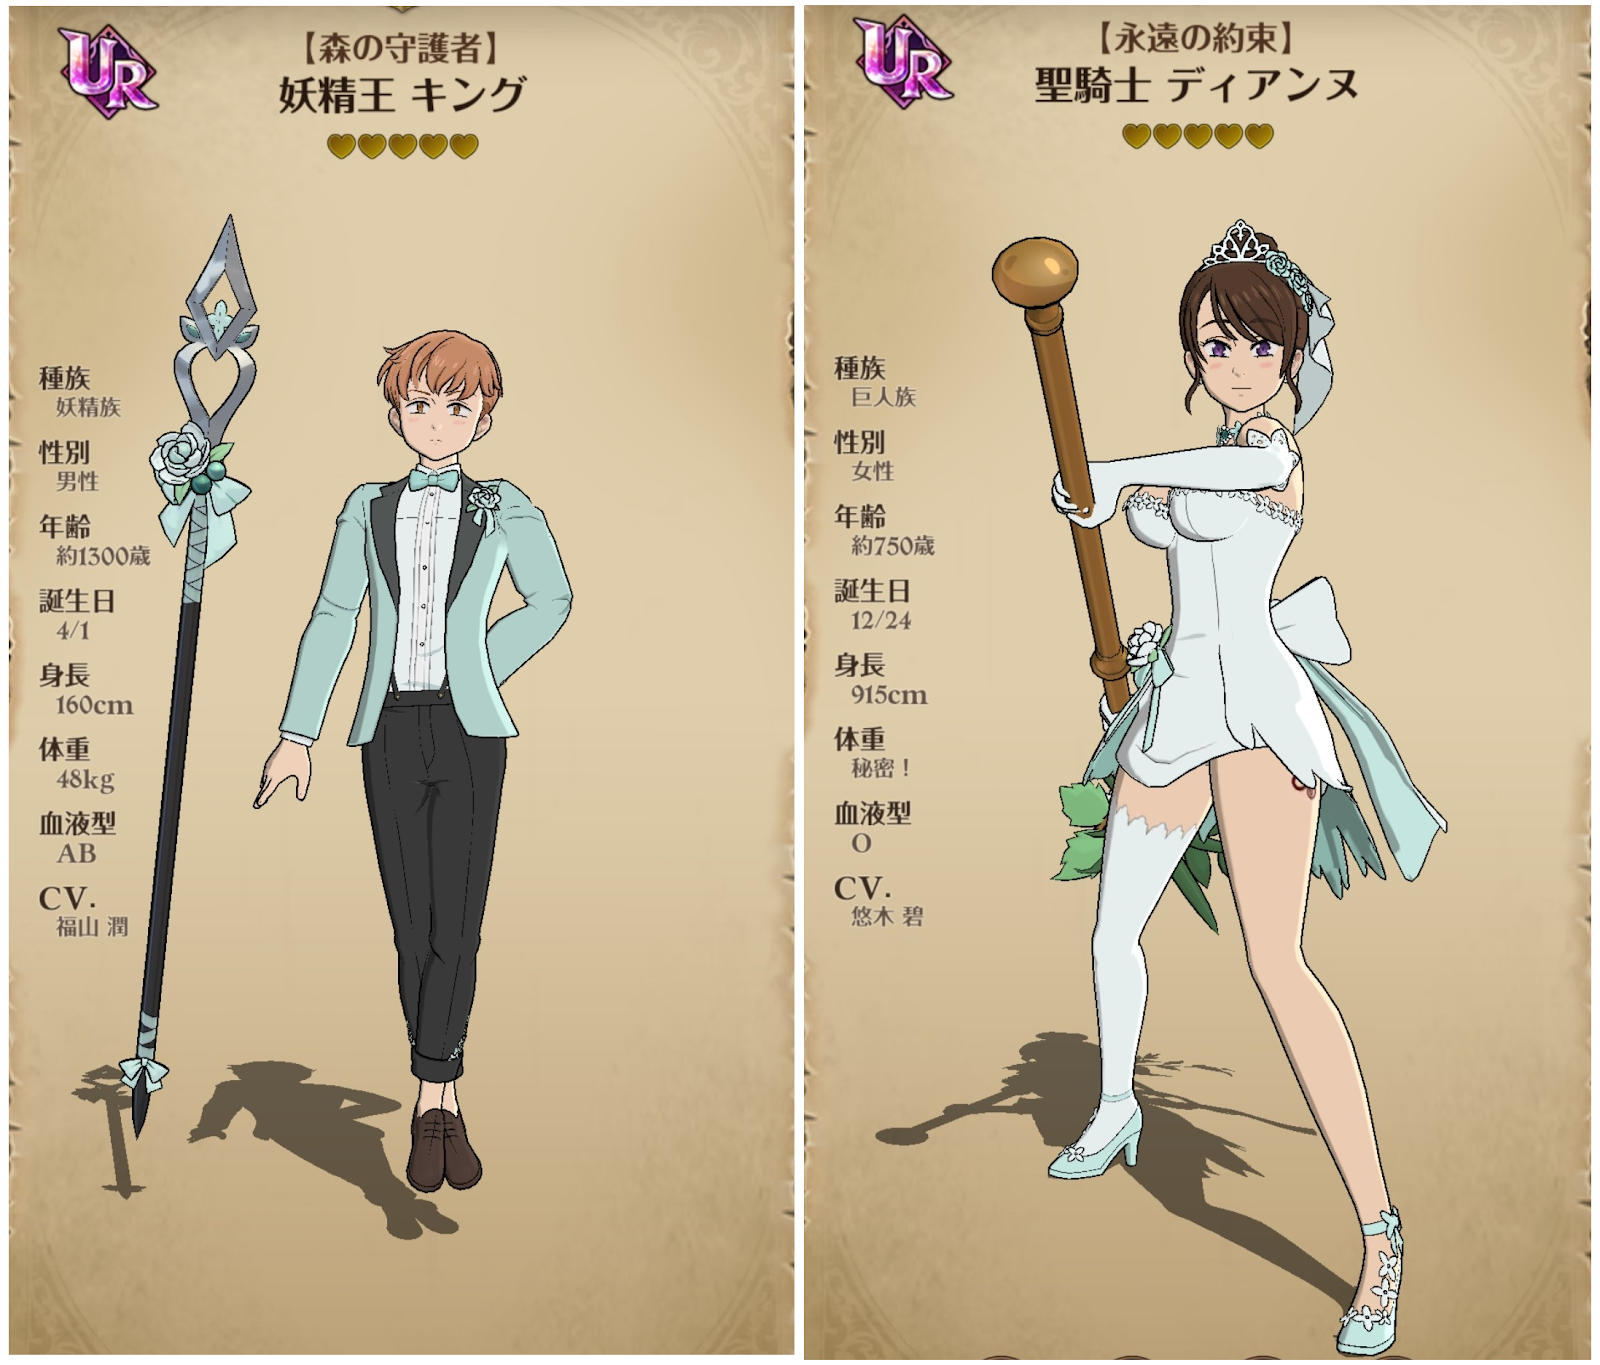 UR
【森の守護者】
妖精王 キング
種族
妖精族
性別
男性
年齢
約1300歳
誕生日
4/1
身長
160cm
体重
48kg
血液型
AB
CV.
福山 潤
UR
【永遠の約束】
聖騎士 ディアンヌ
種族
巨人族
性別
女性
年齢
約750歳
誕生日
12/24
身長
915cm
体重
秘密！
血液型
O
CV.
悠木 碧